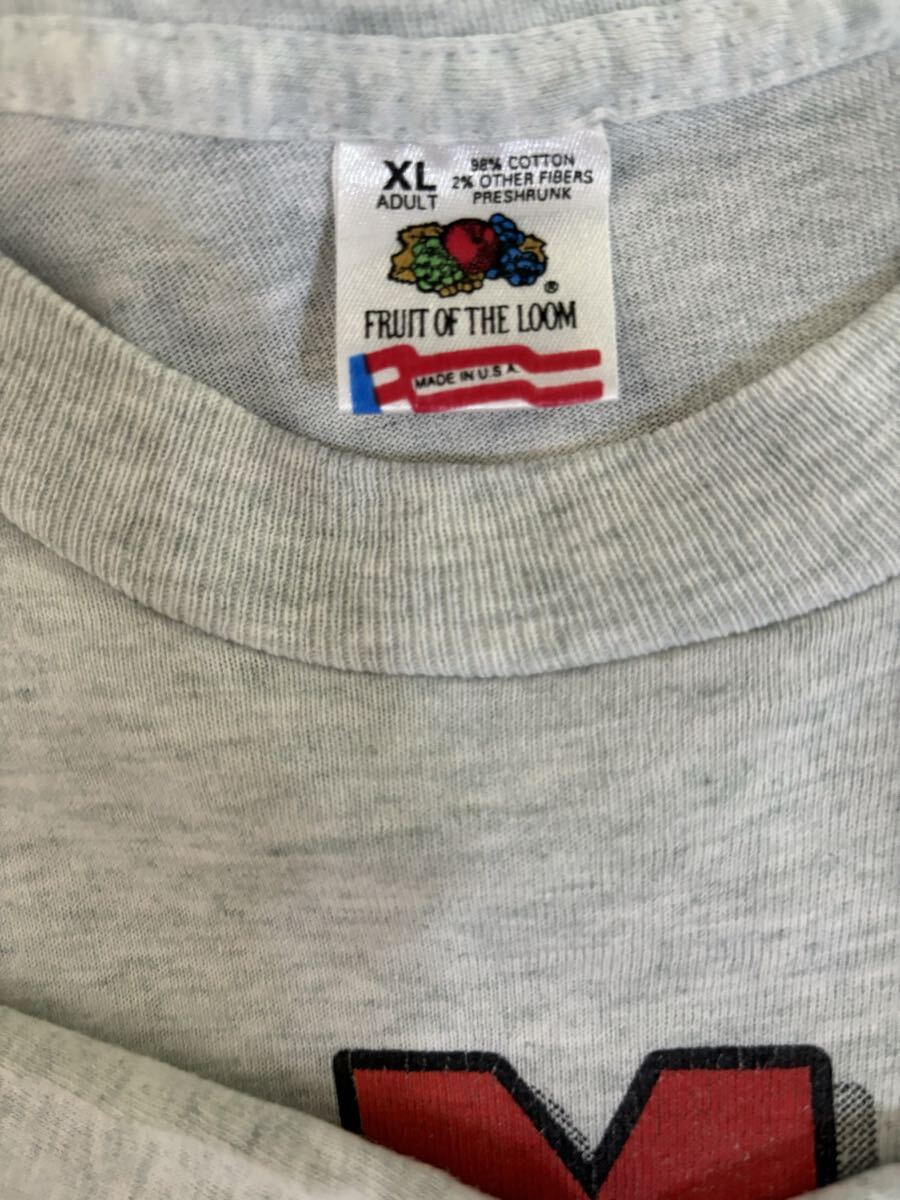 XL
ADULT
98% COTTON
2% OTHER FIBERS
PRESHRUNK
®
FRUIT OF THE LOOM
MADE IN U.S.A.
M